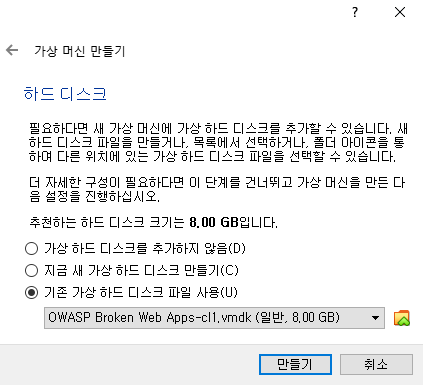 ?
가상 머신 만들기
하드 디스크
필요하다면 새 가상 머신에 가상 하드 디스크를 추가할 수 있습니다. 새
하드 디스크 파일을 만들거나, 목록에서 선택하거나, 폴더 아이콘을 통
하여 다른 위치에 있는 가상 하드 디스크 파일을 선택할 수 있습니다.
더 자세한 구성이 필요하다면 이 단계를 건너뛰고 가상 머신을 만든 다
음 설정을 진행하십시오.
추천하는 하드 디스크 크기는 8.00 GB입니다.
가상 하드 디스크를 추가하지 않음(D)
지금 새 가상 하드 디스크 만들기(C)
기존 가상 하드 디스크 파일 사용(U)
OWASP Broken Web Apps-cl1.vmdk (일반, 8.00 GB)
만들기
취소